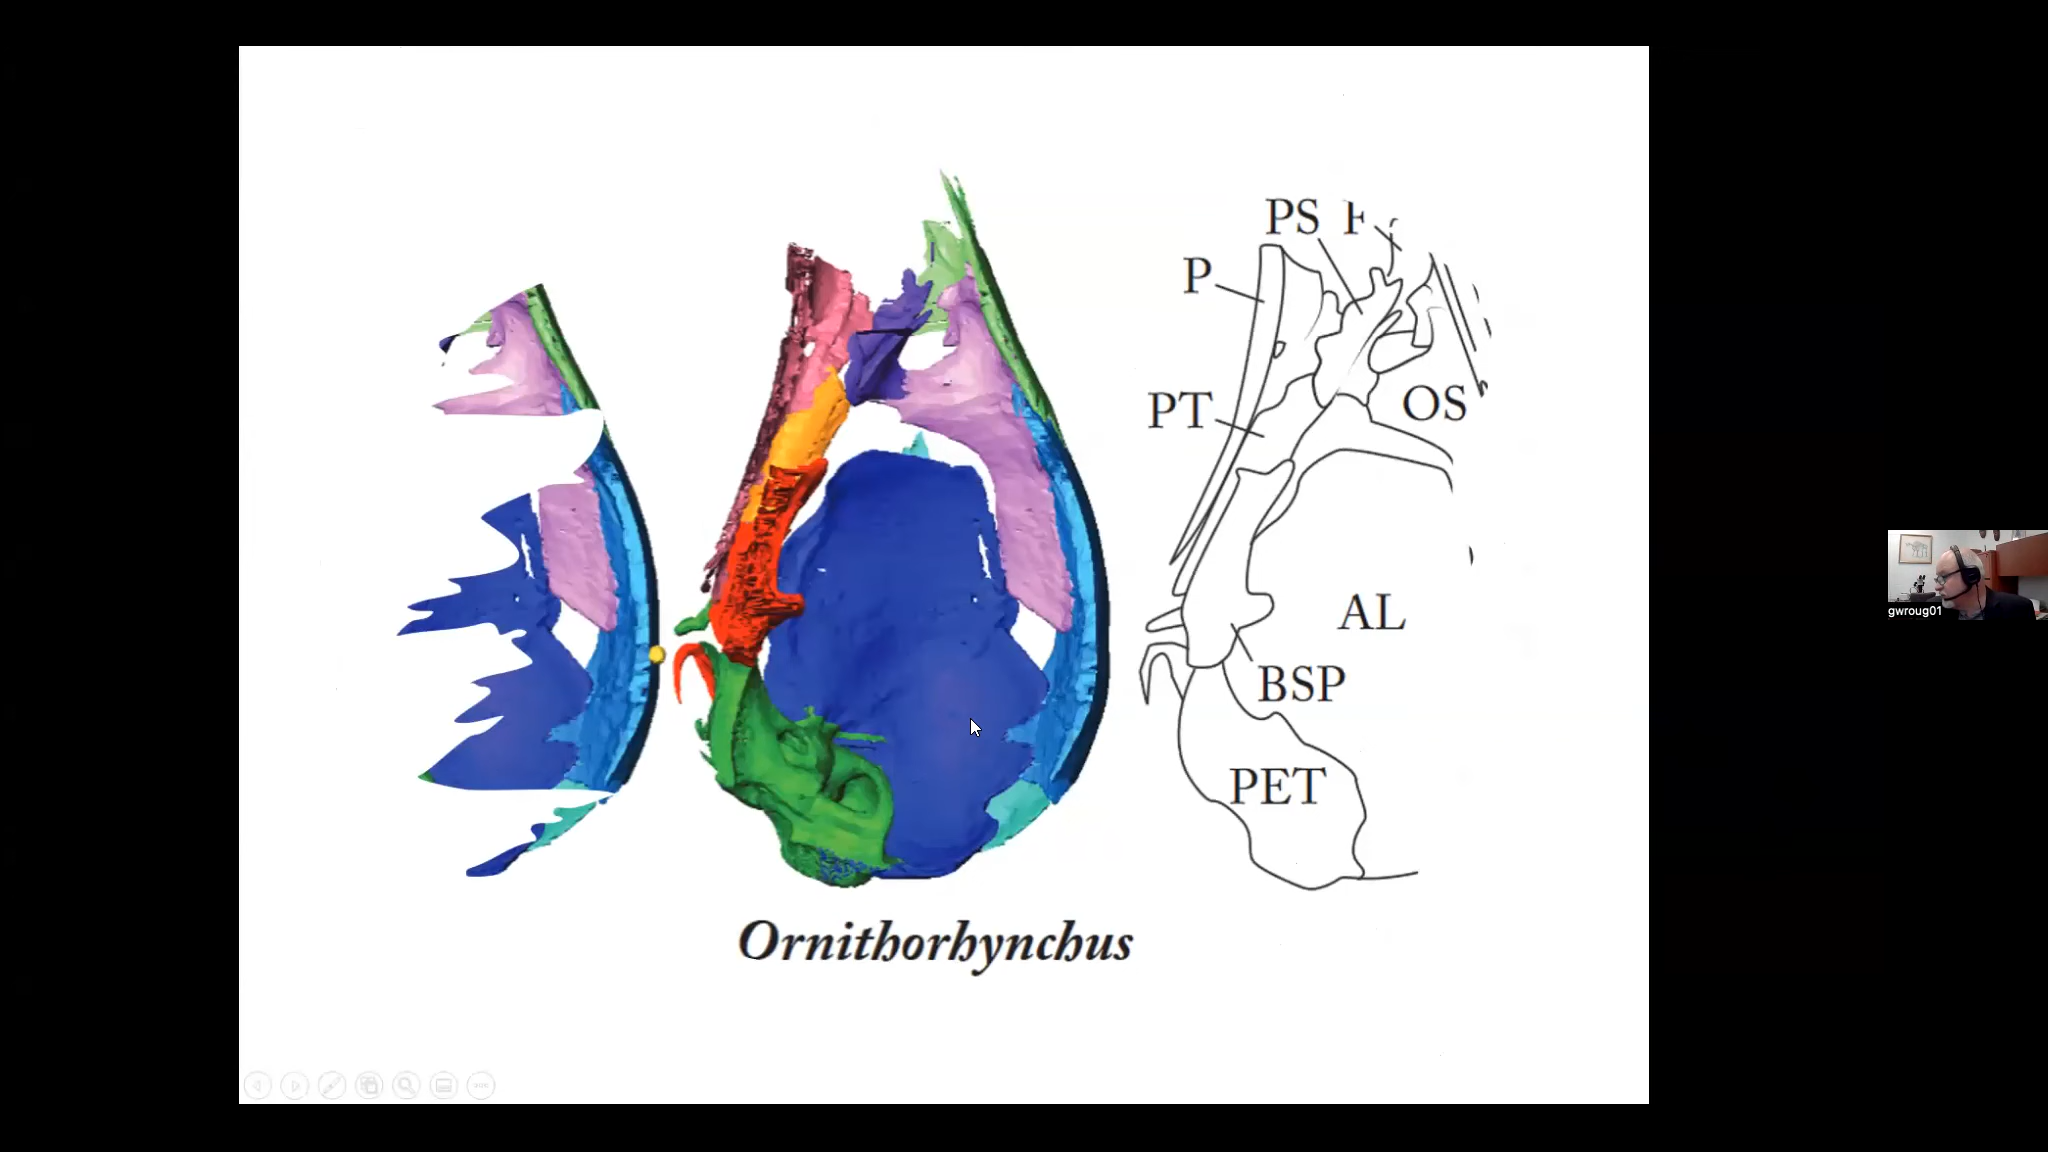 PS F
P
PT
OS
AL
BSP
PET
Ornithorhynchus
gwroug01